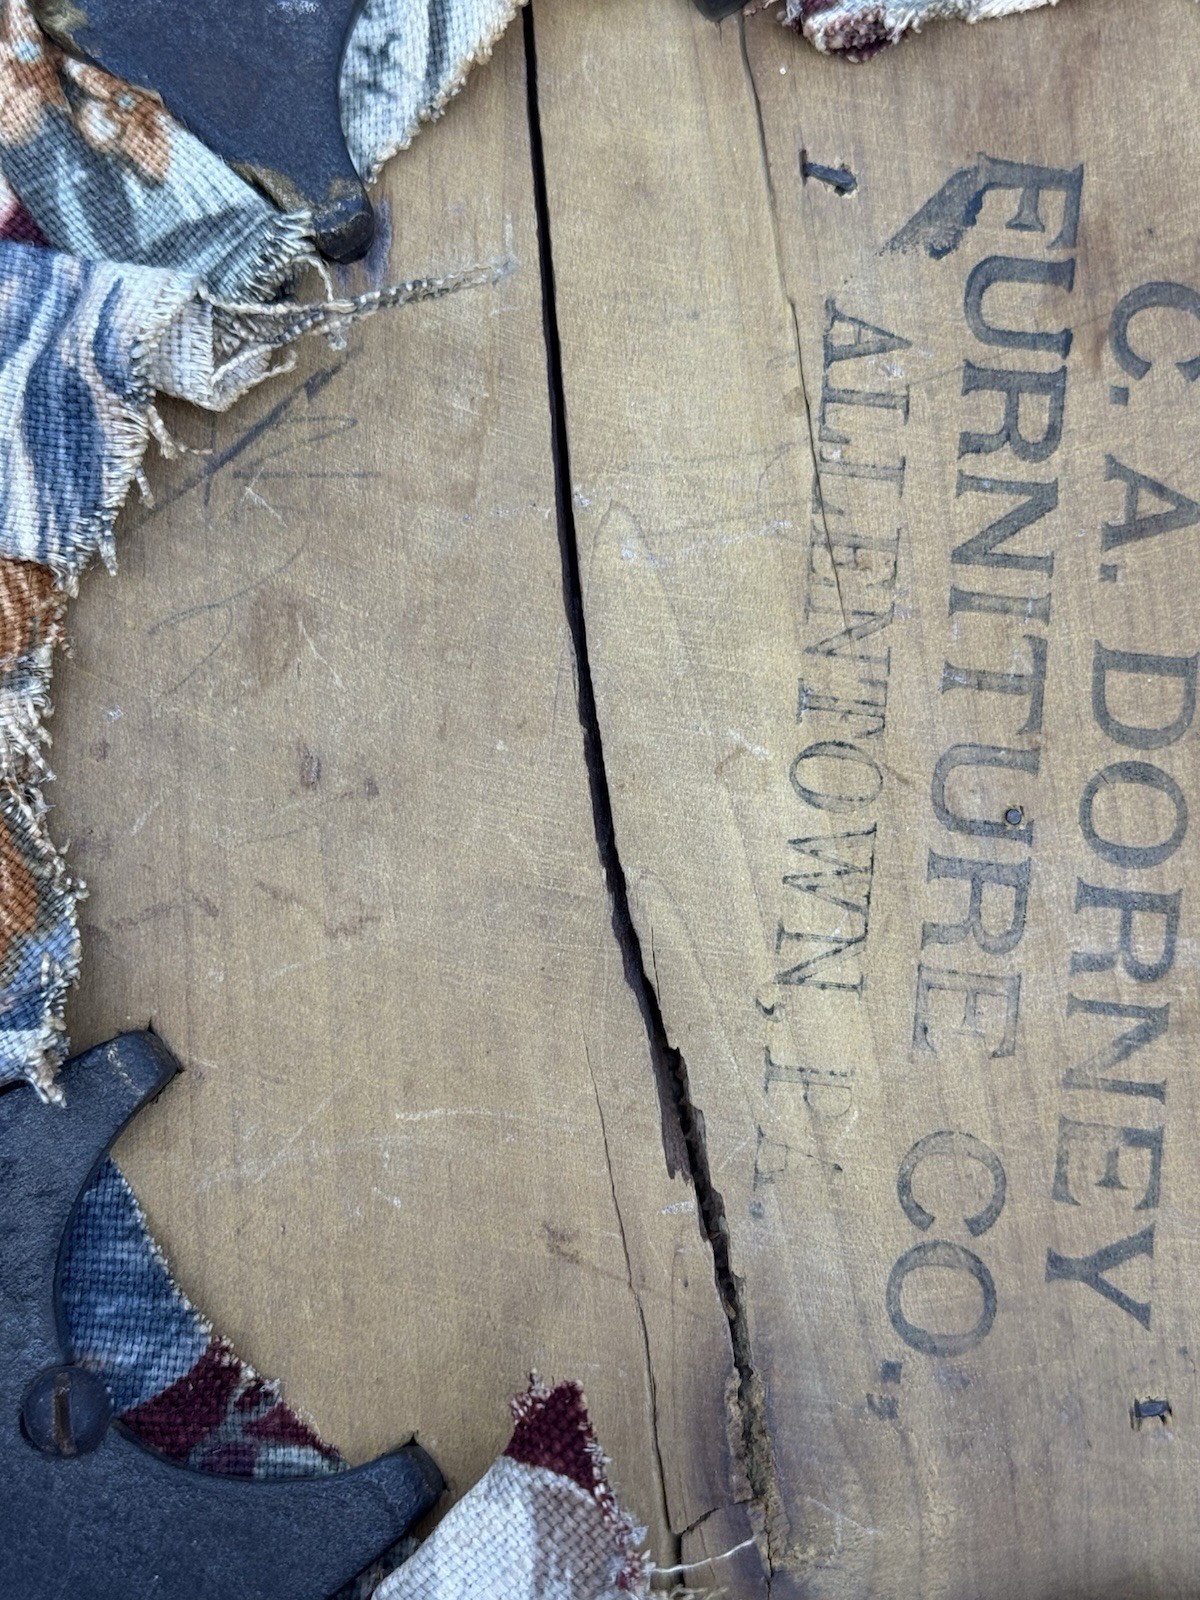 C. A. DORNEY
FURNITURE CO.,
ALLENTOWN, PA.